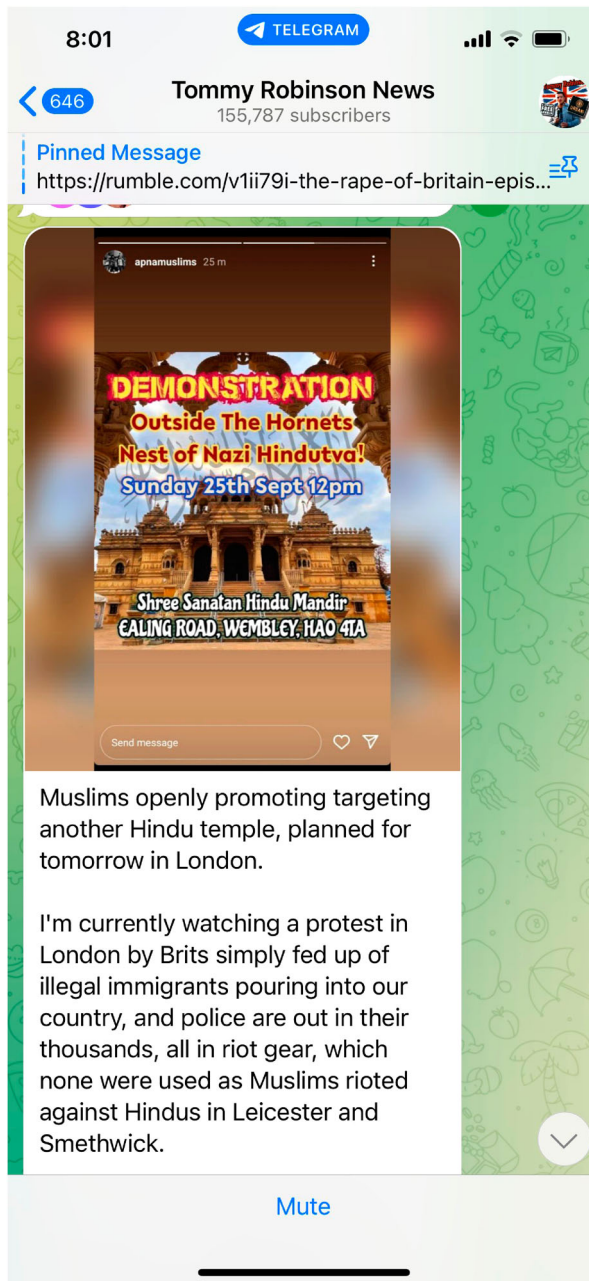 8:01
TELEGRAM
646
Tommy Robinson News
155,787 subscribers
Pinned Message
https://rumble.com/v1ii79i-the-rape-of-britain-epis...
apnamuslims 25 m
DEMONSTRATION
Outside The Hornets
Nest of Nazi Hindutva!
Sunday 25th Sept 12pm
Shree Sanatan Hindu Mandir
EALING ROAD, WEMBLEY, HA0 4TA
Send message
Muslims openly promoting targeting
another Hindu temple, planned for
tomorrow in London.
I'm currently watching a protest in
London by Brits simply fed up of
illegal immigrants pouring into our
country, and police are out in their
thousands, all in riot gear, which
none were used as Muslims rioted
against Hindus in Leicester and
Smethwick.
Mute